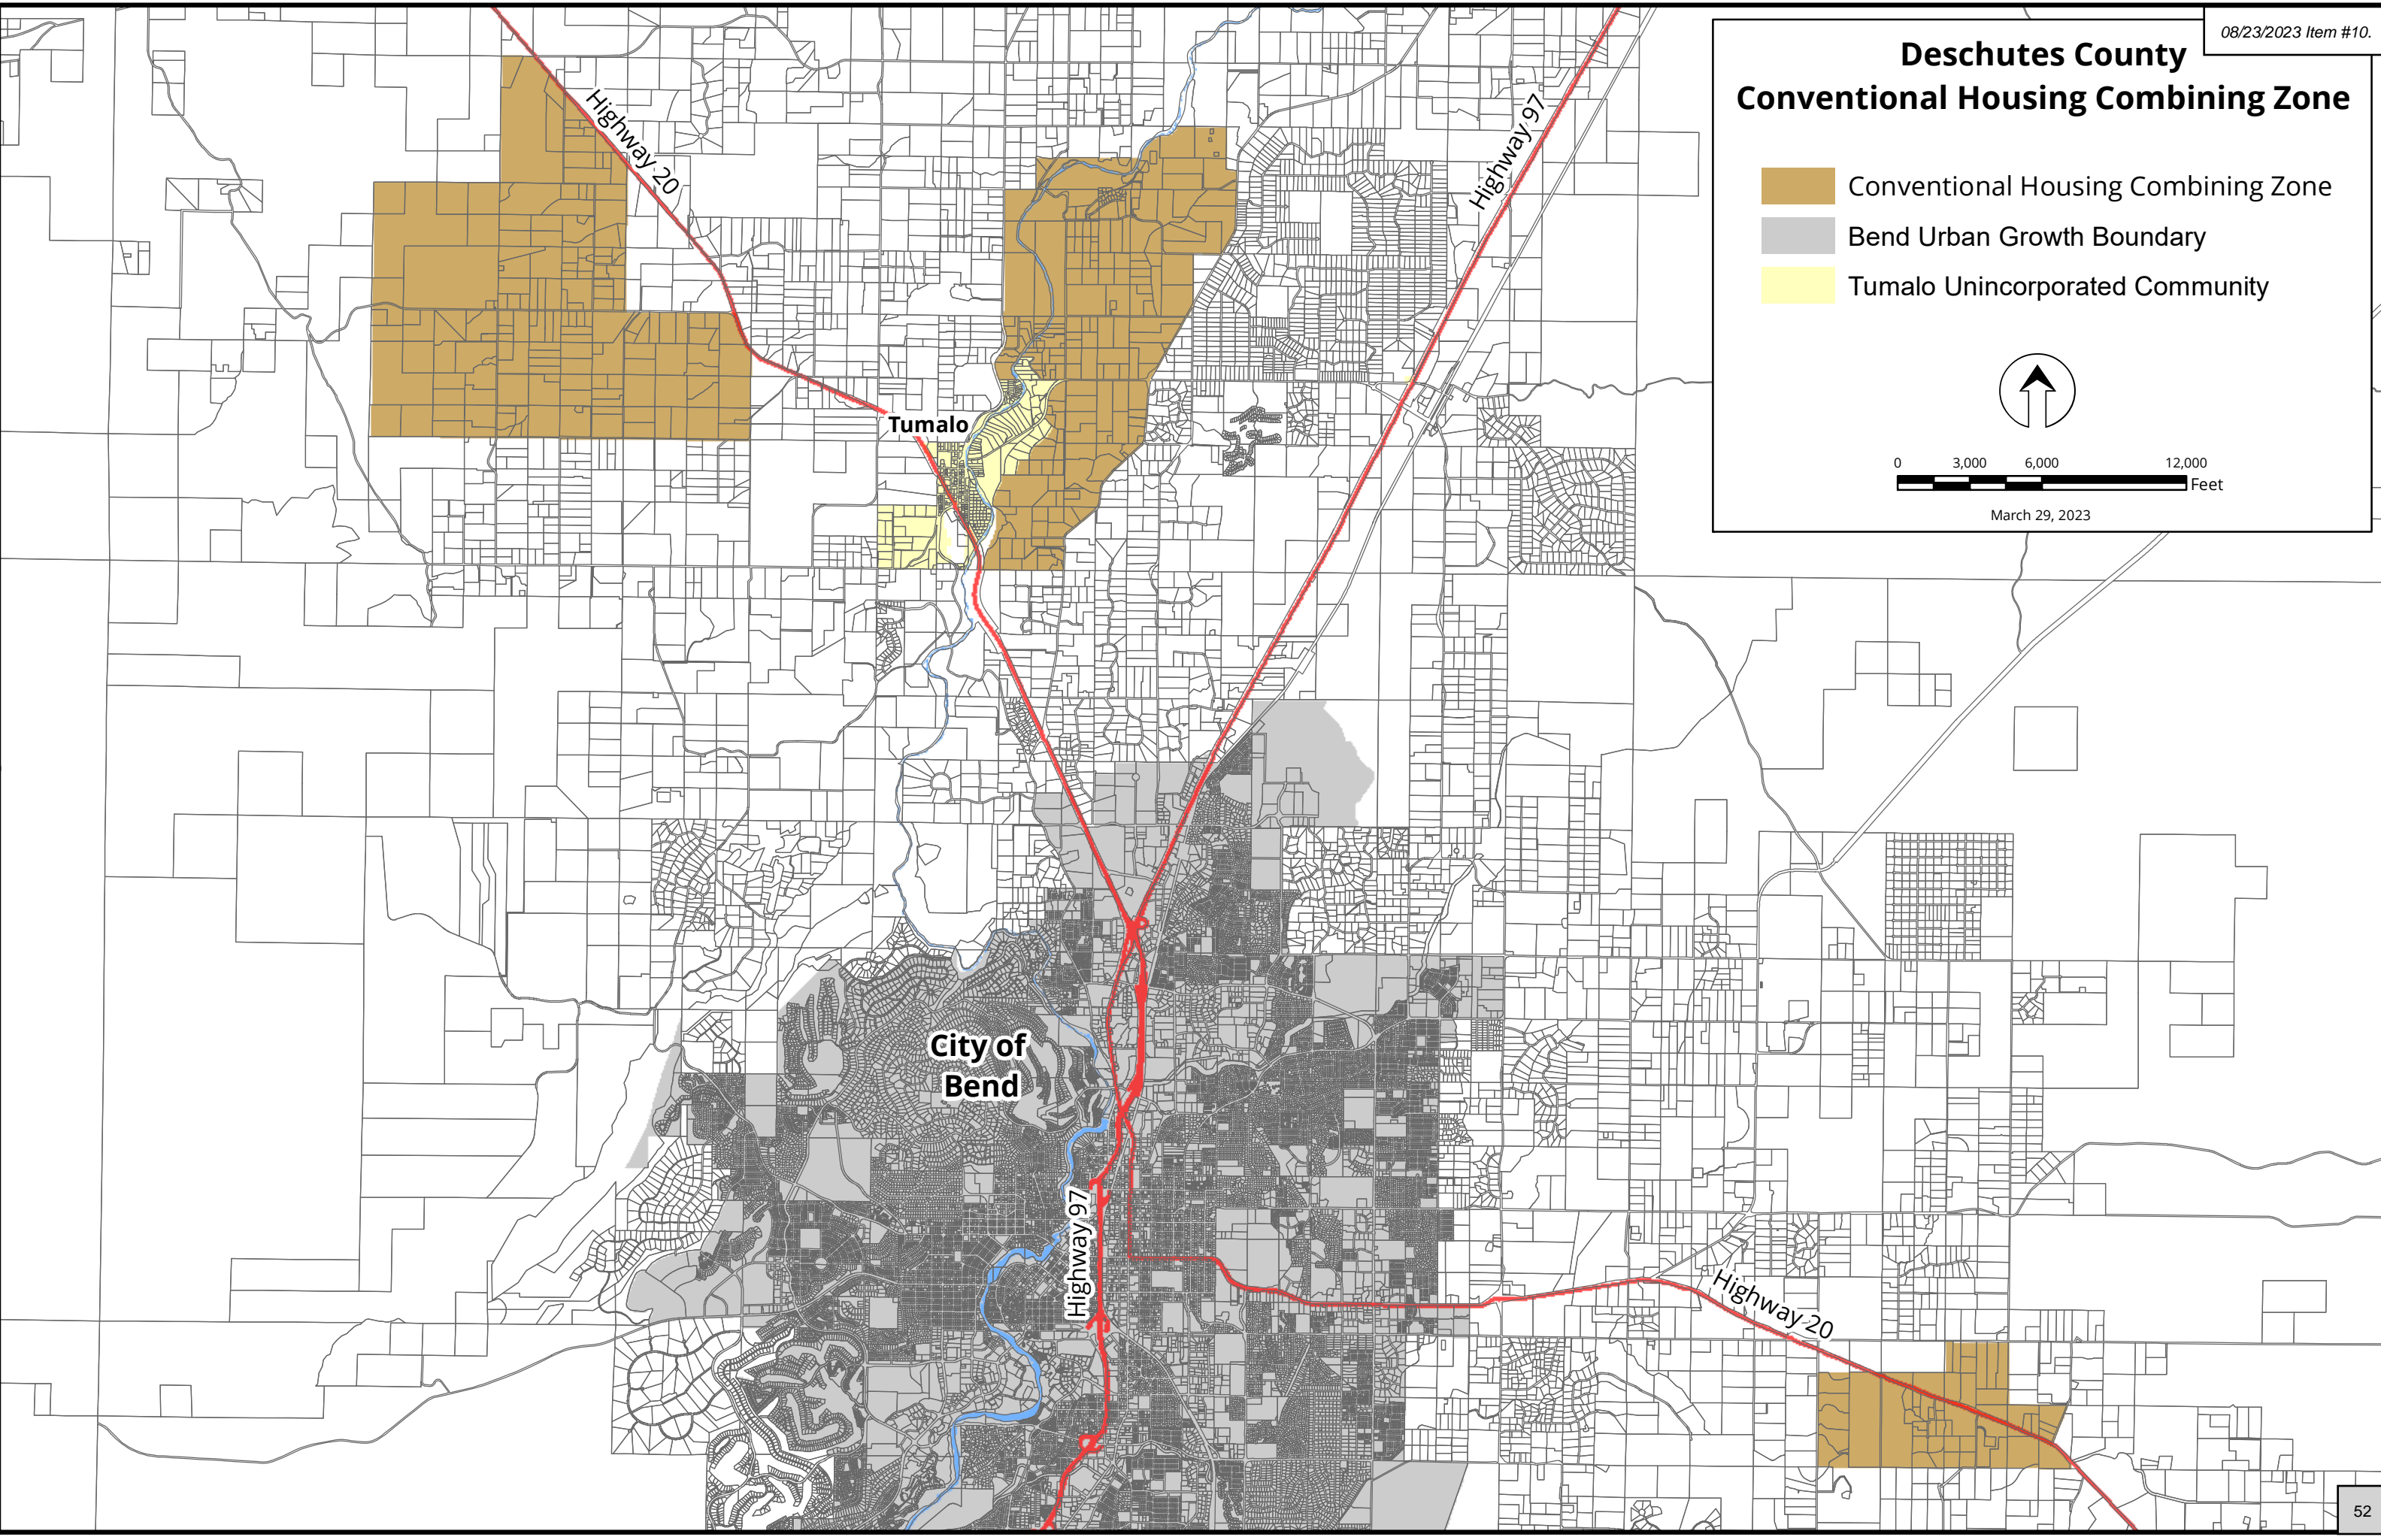 08/23/2023 Item #10.
Deschutes County
Conventional Housing Combining Zone
Conventional Housing Combining Zone
Bend Urban Growth Boundary
Tumalo Unincorporated Community
0 3,000 6,000 12,000
Feet
March 29, 2023
Highway 20
Highway 97
Tumalo
City of
Bend
Highway 97
Highway 20
52